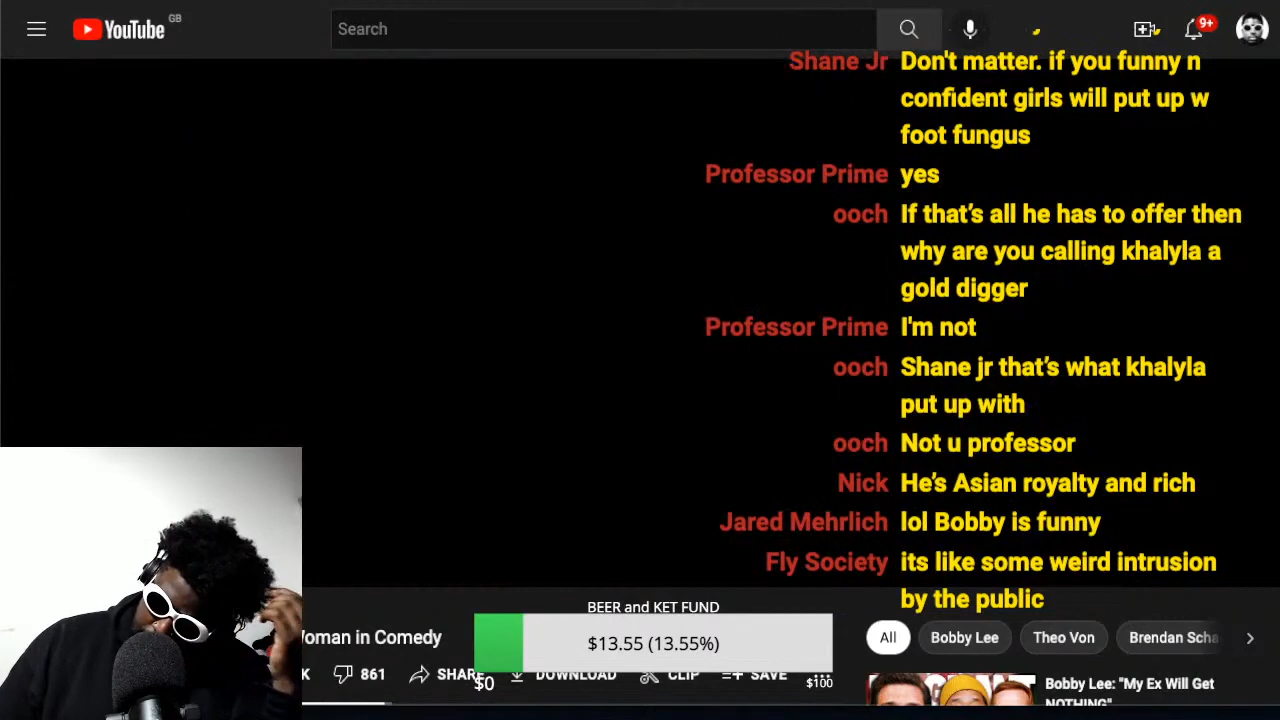 YouTube GB
Search
9+
Shane Jr Don't matter. if you funny n
confident girls will put up w
foot fungus
Professor Prime yes
ooch If that's all he has to offer then
why are you calling khalyla a
gold digger
Professor Prime I'm not
ooch Shane jr that's what khalyla
put up with
ooch Not u professor
Nick He's Asian royalty and rich
Jared Mehrlich lol Bobby is funny
Fly Society its like some weird intrusion
by the public
BEER and KET FUND
$13.55 (13.55%)
$0
$100
Woman in Comedy
K 861 SHARE DOWNLOAD CLIP SAVE
All Bobby Lee Theo Von Brendan Scha
Bobby Lee: "My Ex Will Get
NOTHING"